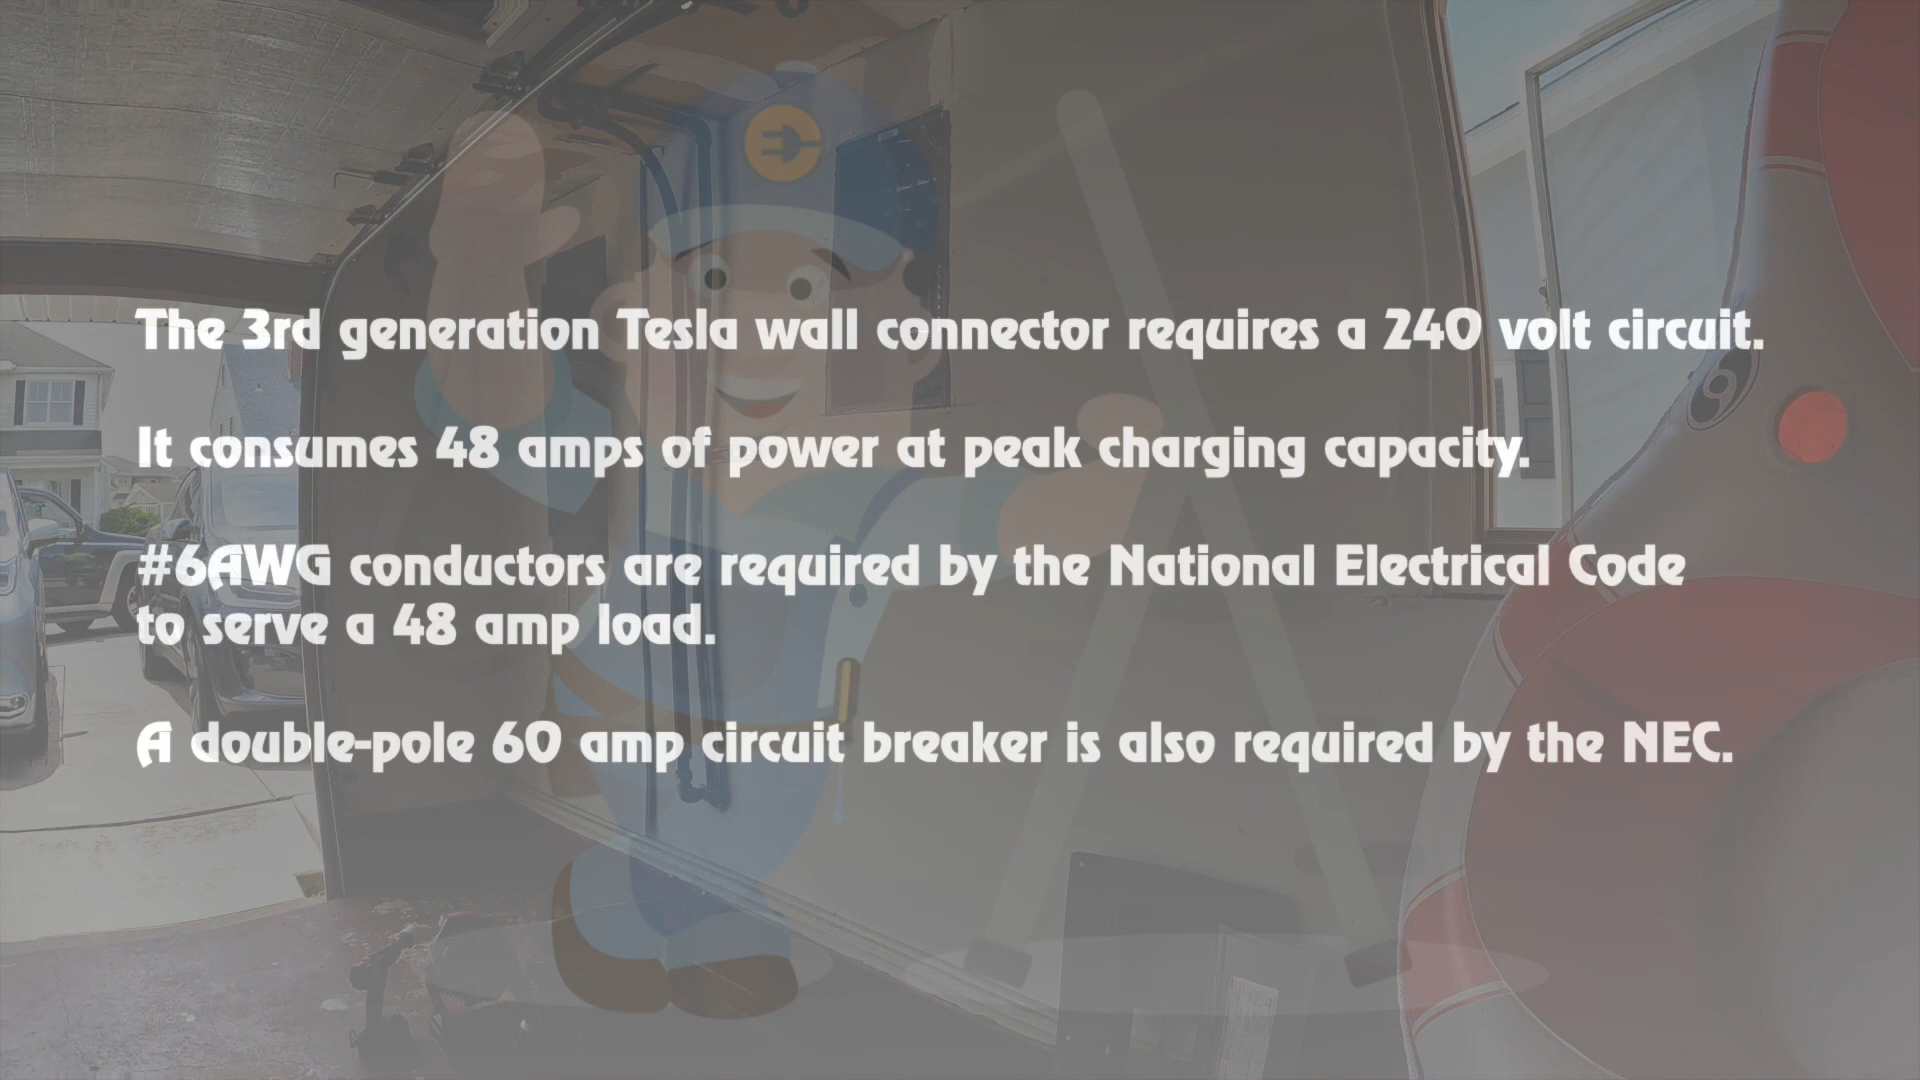 The 3rd generation Tesla wall connector requires a 240 volt circuit.
It consumes 48 amps of power at peak charging capacity.
#6AWG conductors are required by the National Electrical Code
to serve a 48 amp load.
A double-pole 60 amp circuit breaker is also required by the NEC.